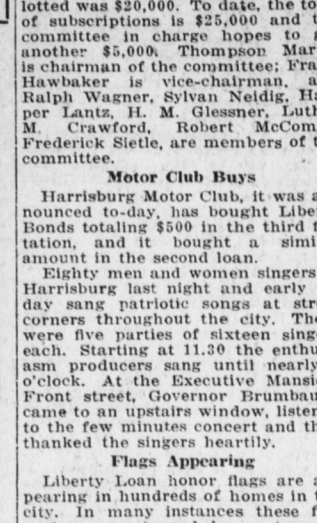 lotted was $20,000. To date, the to
of subscriptions is $25,000 and t
committee in charge hopes to
another $5,000. Thompson Mar
is chairman of the committee; Fra
Hawbaker is vice-chairman, a
Ralph Wagner, Sylvan Neidig, Ha
per Lantz, H. M. Glessner, Luth
M. Crawford, Robert McCom
Frederick Sietle, are members of t
committee.
Motor Club Buys
Harrisburg Motor Club, it was a
nounced to-day, has bought Libe
Bonds totaling $500 in the third f
tation, and it bought a simi
amount in the second loan.
Eighty men and women singers
Harrisburg last night and early
day sang patriotic songs at str
corners throughout the city. The
were five parties of sixteen sing
each. Starting at 11.30 the enthu
asm producers sang until nearly
o'clock. At the Executive Mansi
Front street, Governor Brumbau
came to an upstairs window, listen
to the few minutes concert and th
thanked the singers heartily.
Flags Appearing
Liberty Loan honor flags are a
pearing in hundreds of homes in t
city. In many instances these f